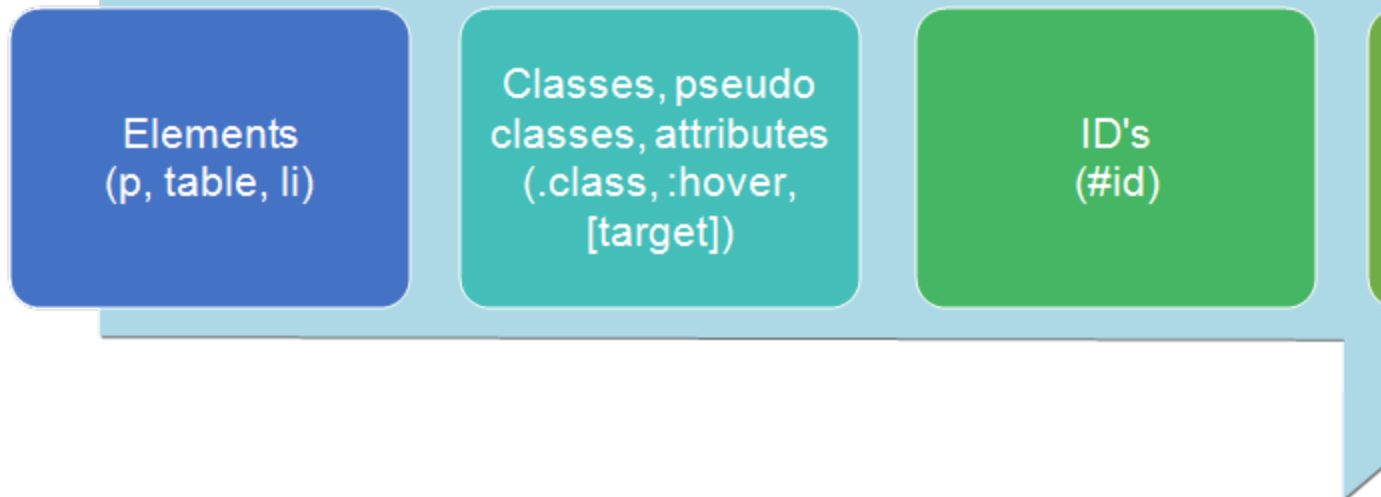 Elements
(p, table, li)
Classes, pseudo
classes, attributes
(.class, :hover,
[target])
ID's
(#id)